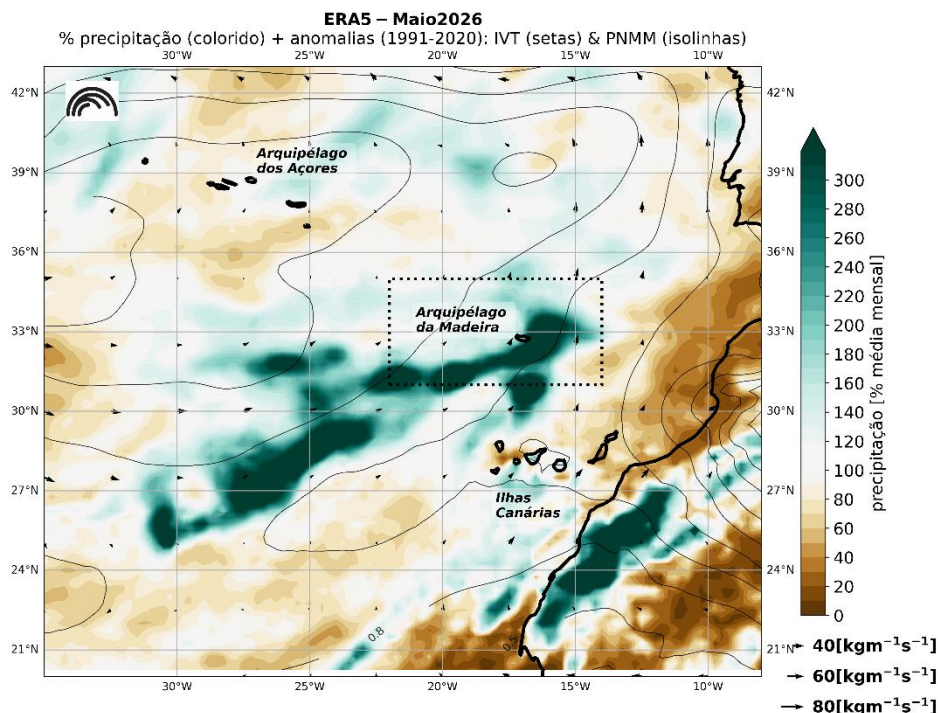 ERA5 – Maio2026
% precipitação (colorido) + anomalias (1991-2020): IVT (setas) & PNMM (isolinhas)
30°W 25°W 20°W 15°W 10°W
42°N 42°N
Arquipélago
dos Açores
39°N 39°N
36°N 36°N
Arquipélago
da Madeira
33°N 33°N
30°N 30°N
27°N 27°N
Ilhas
Canárias
24°N 24°N
0.8 0.5
21°N 21°N
30°W 25°W 20°W 15°W 10°W
300
280
260
240
220
200
180
160
140
120
100
80
60
40
20
0
precipitação [% média mensal]
40[kgm⁻¹s⁻¹]
60[kgm⁻¹s⁻¹]
80[kgm⁻¹s⁻¹]